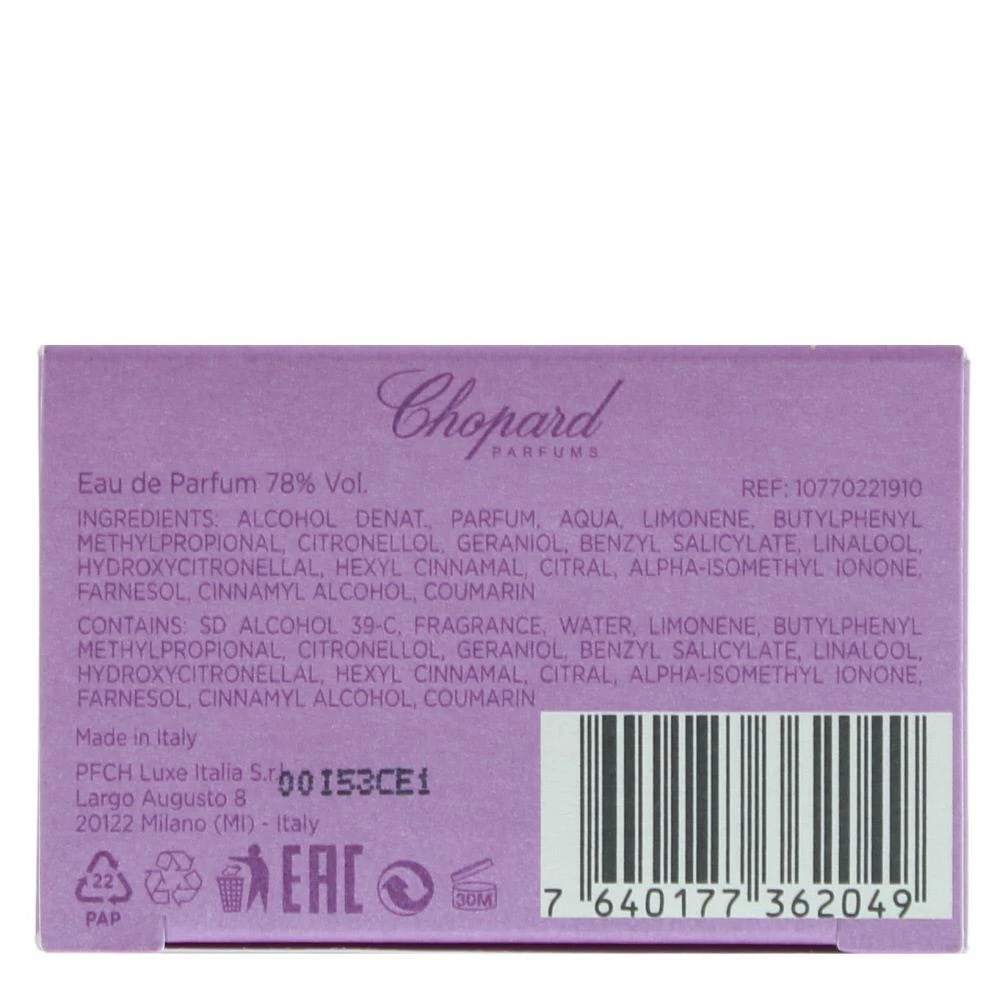 Chopard
PARFUMS
Eau de Parfum 78% Vol.
REF: 10770221910
INGREDIENTS: ALCOHOL DENAT., PARFUM, AQUA, LIMONENE, BUTYLPHENYL
METHYLPROPIONAL, CITRONELLOL, GERANIOL, BENZYL SALICYLATE, LINALOOL,
HYDROXYCITRONELLAL, HEXYL CINNAMAL, CITRAL, ALPHA-ISOMETHYL IONONE,
FARNESOL, CINNAMYL ALCOHOL, COUMARIN
CONTAINS: SD ALCOHOL 39-C, FRAGRANCE, WATER, LIMONENE, BUTYLPHENYL
METHYLPROPIONAL, CITRONELLOL, GERANIOL, BENZYL SALICYLATE, LINALOOL,
HYDROXYCITRONELLAL, HEXYL CINNAMAL, CITRAL, ALPHA-ISOMETHYL IONONE,
FARNESOL, CINNAMYL ALCOHOL, COUMARIN
Made in Italy
PFCH Luxe Italia S.r.l.
00153CE1
Largo Augusto 8
20122 Milano (MI) - Italy
22
PAP
EAC
30M
7 640177 362049